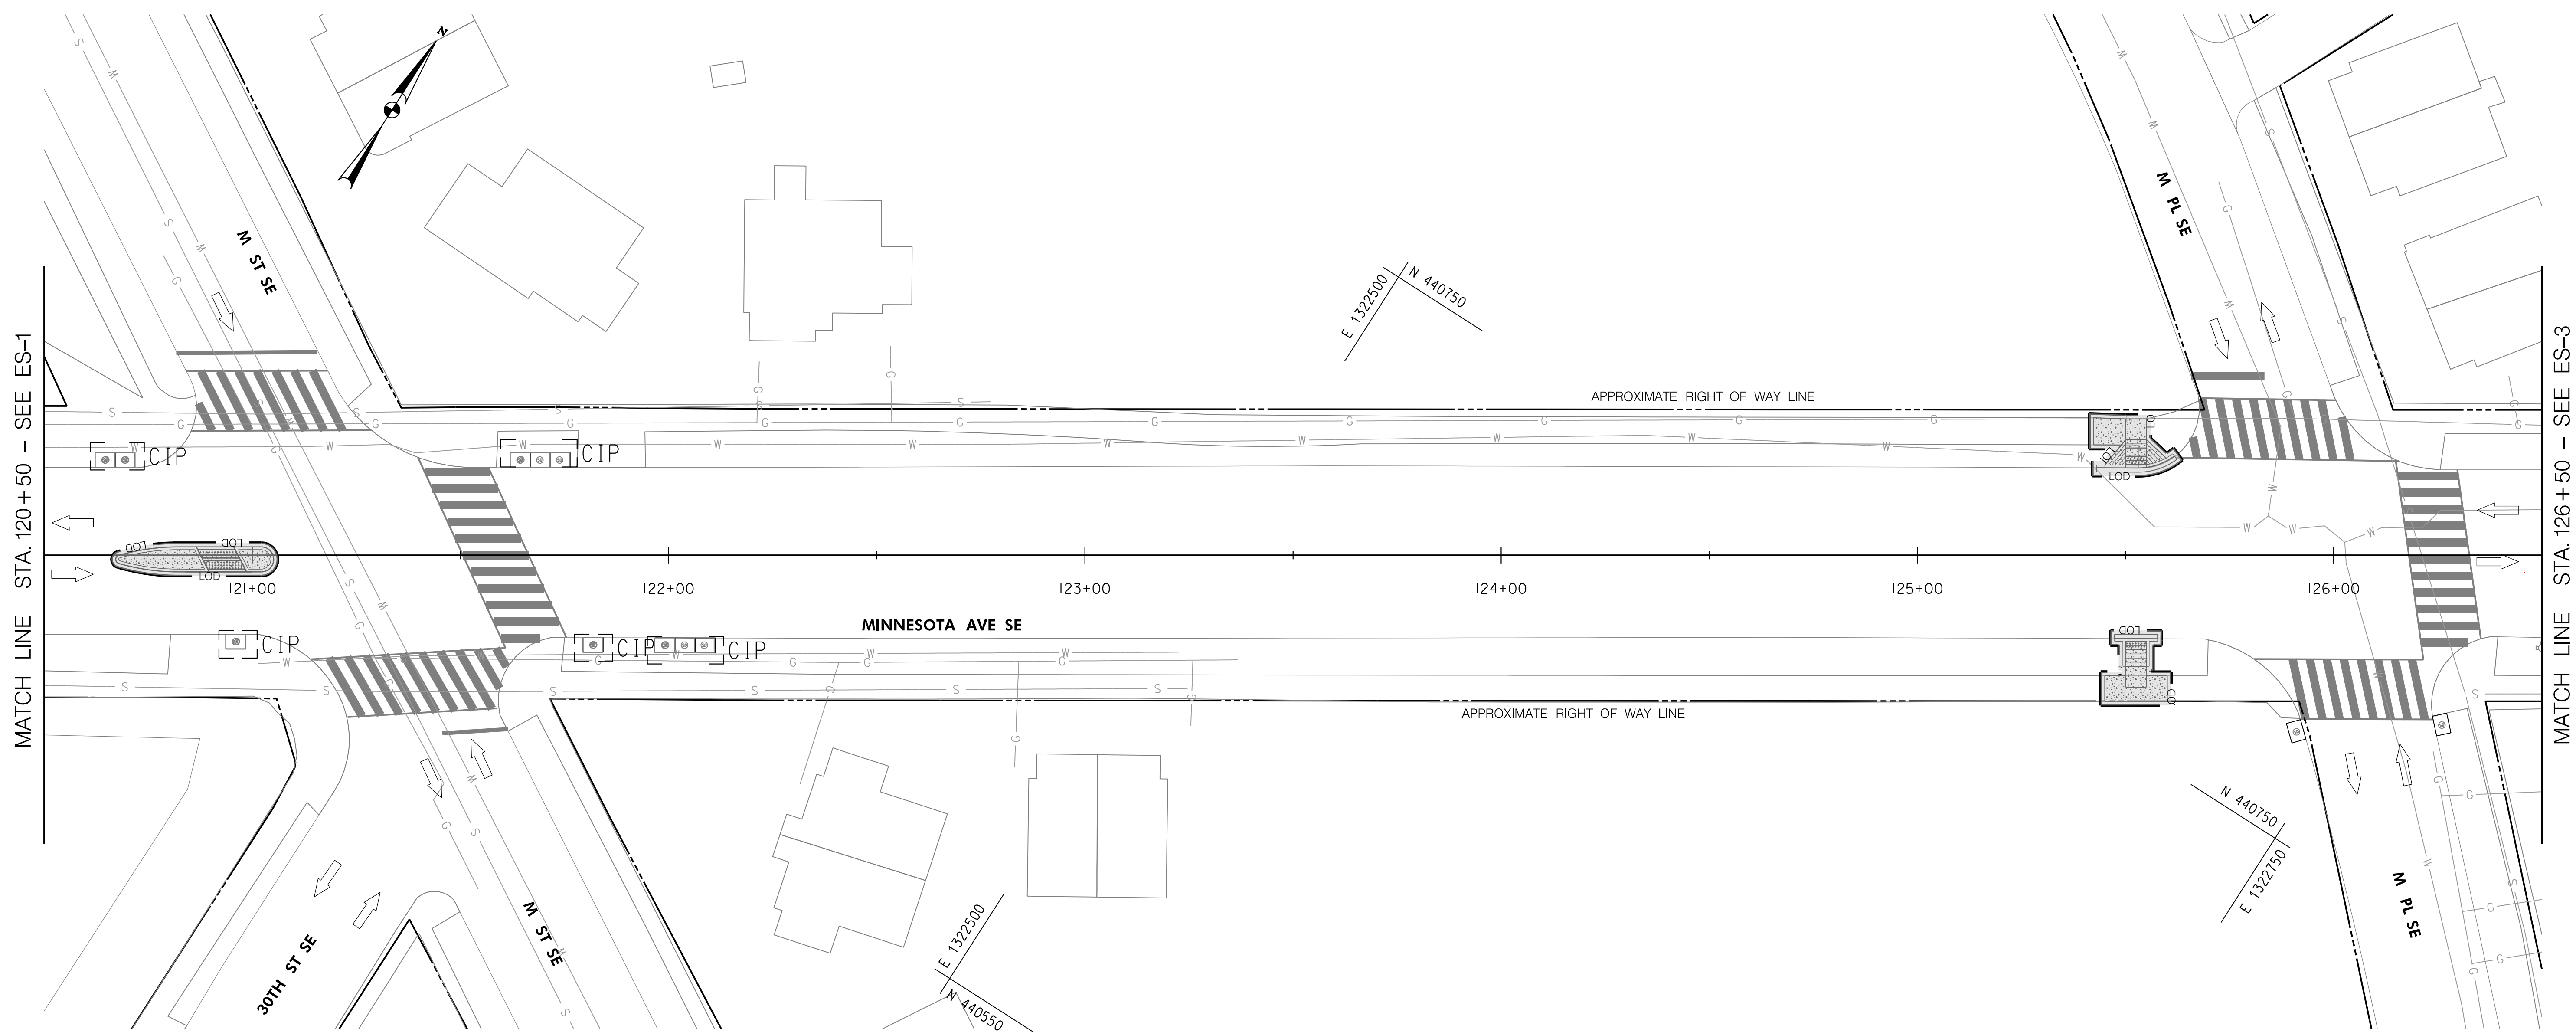 N
M ST SE
M PL SE
E 1322500
N 440750
APPROXIMATE RIGHT OF WAY LINE
MATCH LINE STA. 120+50 - SEE ES-1
MATCH LINE STA. 126+50 - SEE ES-3
CIP
CIP
LOD
LOD
LOD
LOD
LOD
LOD
121+00
122+00
123+00
124+00
125+00
126+00
MINNESOTA AVE SE
LOD
CIP
CIP
CIP
APPROXIMATE RIGHT OF WAY LINE
N 440750
E 1322750
E 1322500
N 440550
30TH ST SE
M ST SE
M PL SE